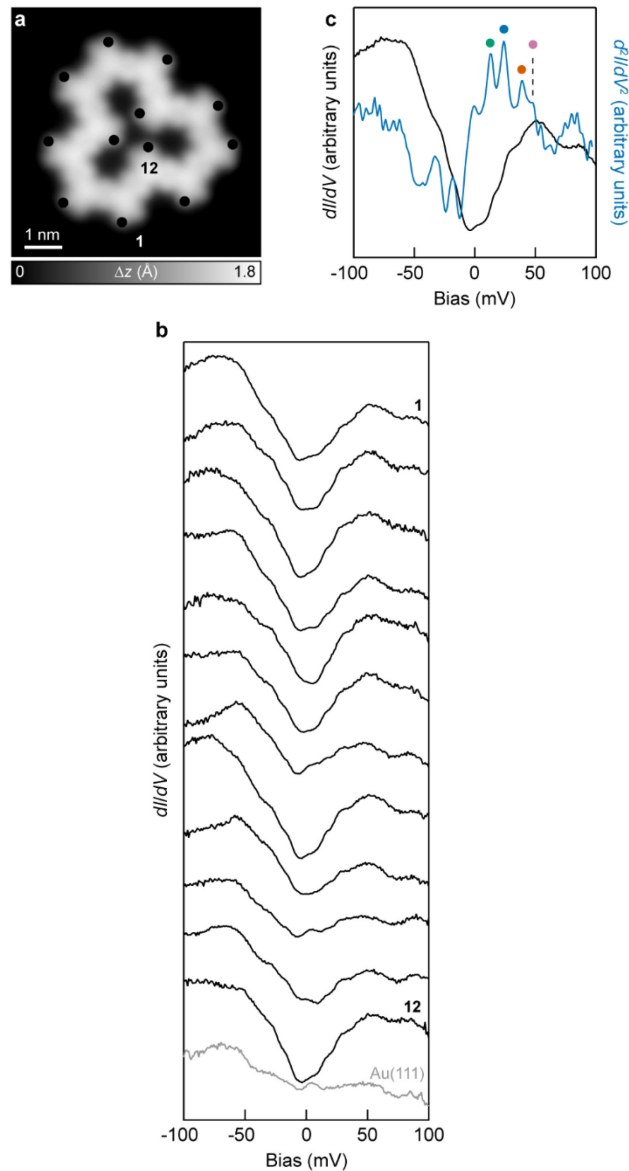 a
12
1 nm
1
0 Δz (Å) 1.8
c
dI/dV (arbitrary units)
d²I/dV² (arbitrary units)
-100 -50 0 50 100
Bias (mV)
b
dI/dV (arbitrary units)
1
12
Au(111)
-100 -50 0 50 100
Bias (mV)